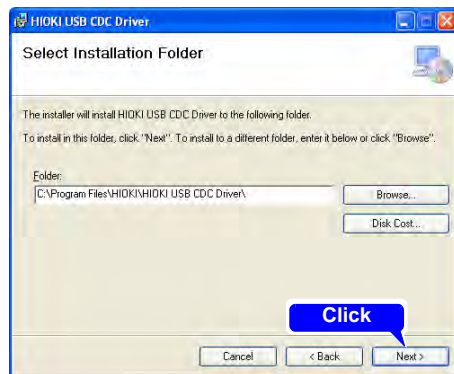 HIOKI USB CDC Driver
Select Installation Folder
The installer will install HIOKI USB CDC Driver to the following folder.
To install in this folder, click "Next". To install to a different folder, enter it below or click "Browse".
Folder:
C:\Program Files\HIOKI\HIOKI USB CDC Driver\
Browse...
Disk Cost...
Click
Cancel
< Back
Next >